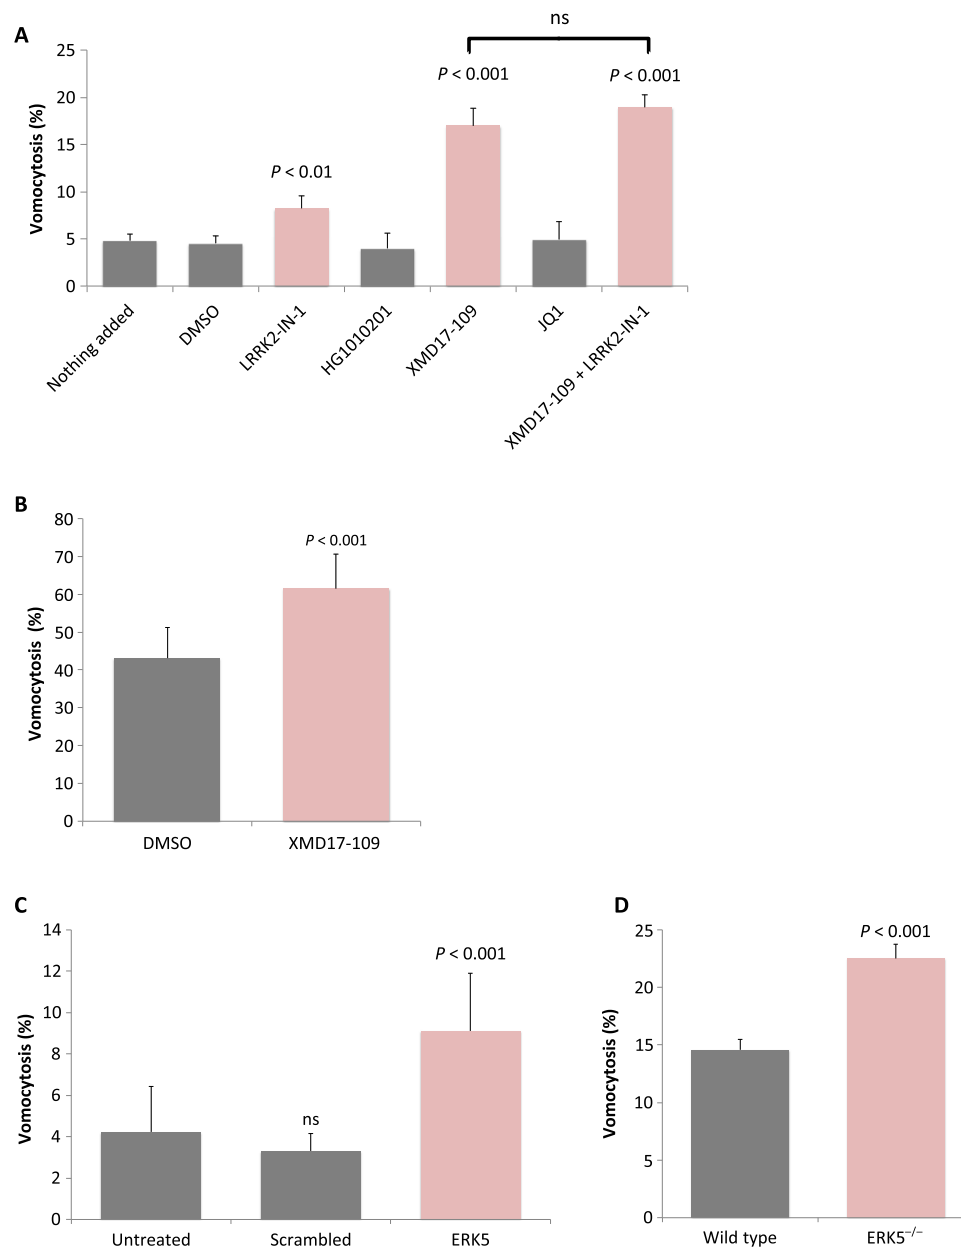 A
ns
25
20
15
10
5
0
Vomocytosis (%)
P < 0.01
P < 0.001
P < 0.001
Nothing added
DMSO
LRRK2-IN-1
HG1010201
XMD17-109
JQ1
XMD17-109 + LRRK2-IN-1
B
80
70
60
50
40
30
20
10
0
Vomocytosis (%)
P < 0.001
DMSO
XMD17-109
C
14
12
10
8
6
4
2
0
Vomocytosis (%)
ns
P < 0.001
Untreated
Scrambled
ERK5
D
25
20
15
10
5
0
Vomocytosis (%)
P < 0.001
Wild type
ERK5⁻/⁻